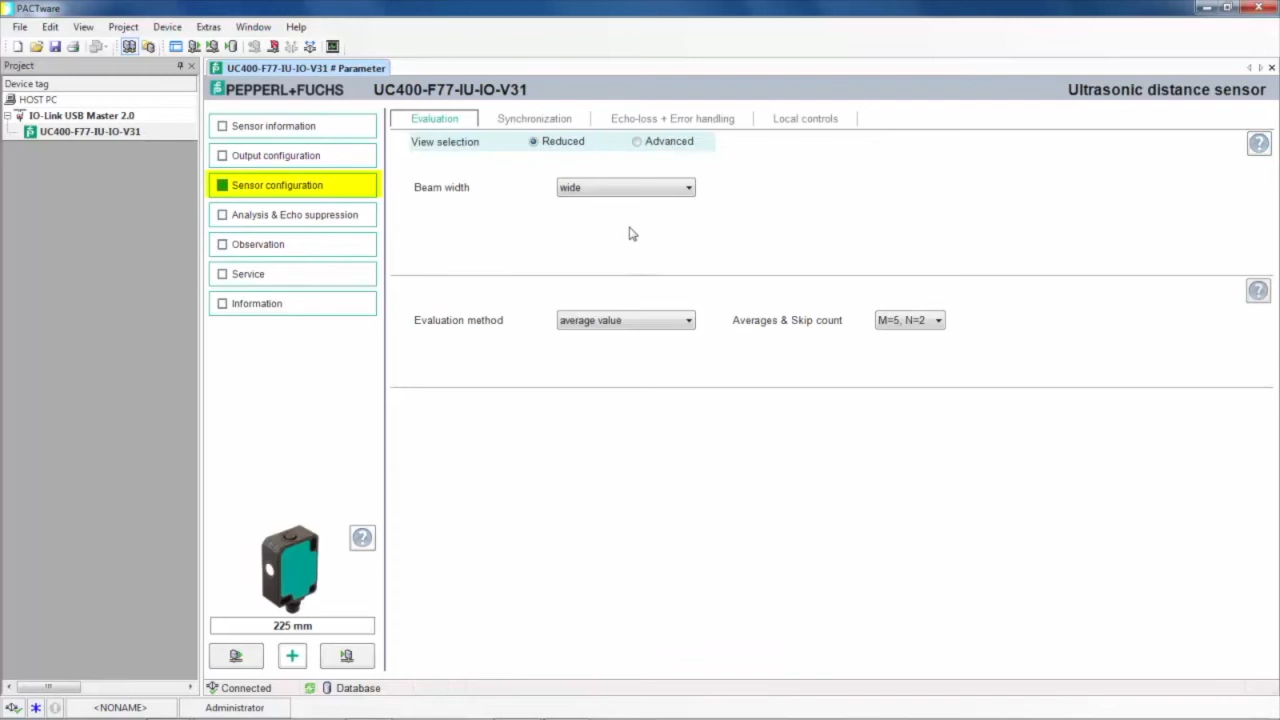 PACTware
File Edit View Project Device Extras Window Help
Project
Device tag
HOST PC
IO-Link USB Master 2.0
UC400-F77-IU-IO-V31
UC400-F77-IU-IO-V31 # Parameter
PEPPERL+FUCHS UC400-F77-IU-IO-V31 Ultrasonic distance sensor
Sensor information
Output configuration
Sensor configuration
Analysis & Echo suppression
Observation
Service
Information
225 mm
Evaluation Synchronization Echo-loss + Error handling Local controls
View selection Reduced Advanced
Beam width wide
Evaluation method average value Averages & Skip count M=5, N=2
Connected Database
<NONAME> Administrator